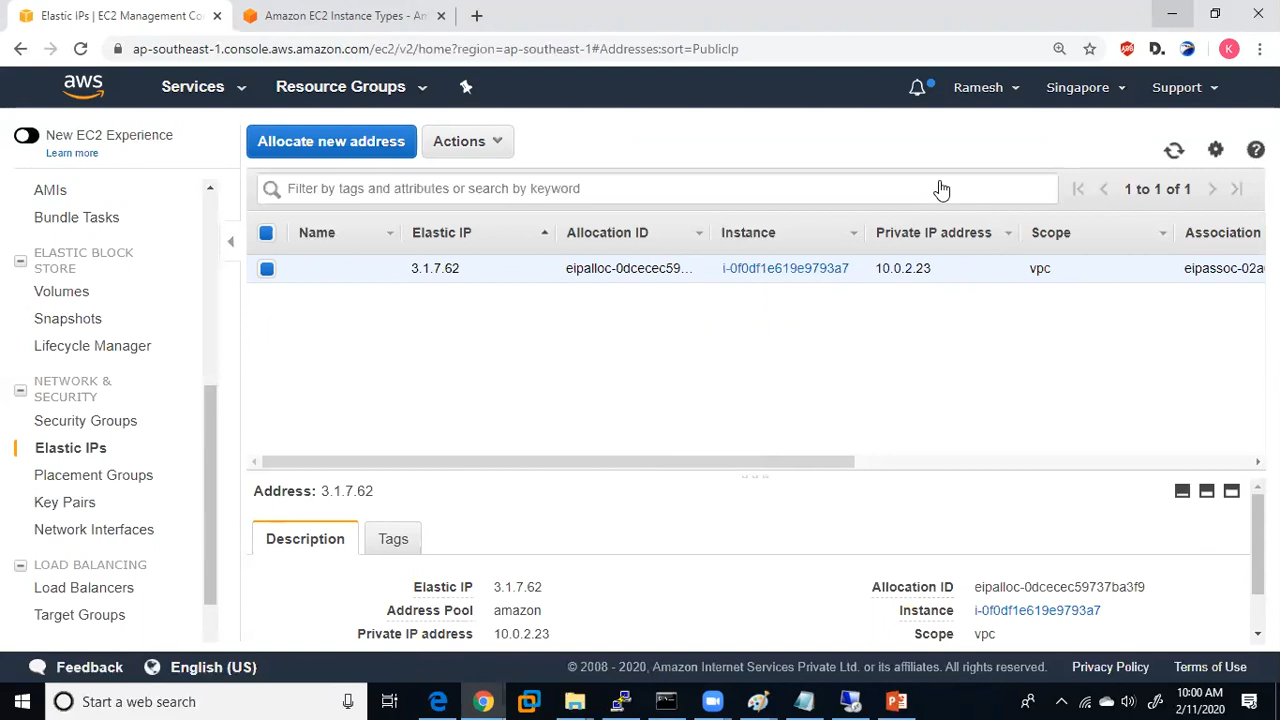 Elastic IPs | EC2 Management Co
Amazon EC2 Instance Types - Am
ap-southeast-1.console.aws.amazon.com/ec2/v2/home?region=ap-southeast-1#Addresses:sort=PublicIp
K
aws
Services
Resource Groups
Ramesh
Singapore
Support
New EC2 Experience
Learn more
AMIs
Bundle Tasks
ELASTIC BLOCK
STORE
Volumes
Snapshots
Lifecycle Manager
NETWORK &
SECURITY
Security Groups
Elastic IPs
Placement Groups
Key Pairs
Network Interfaces
LOAD BALANCING
Load Balancers
Target Groups
Allocate new address
Actions
Filter by tags and attributes or search by keyword
1 to 1 of 1
Name Elastic IP Allocation ID Instance Private IP address Scope Association
3.1.7.62 eipalloc-0dcecec59... i-0f0df1e619e9793a7 10.0.2.23 vpc eipassoc-02a
Address: 3.1.7.62
Description
Tags
Elastic IP 3.1.7.62
Allocation ID eipalloc-0dcecec59737ba3f9
Address Pool amazon
Instance i-0f0df1e619e9793a7
Private IP address 10.0.2.23
Scope vpc
Feedback
English (US)
© 2008 - 2020, Amazon Internet Services Private Ltd. or its affiliates. All rights reserved.
Privacy Policy
Terms of Use
Start a web search
10:00 AM
2/11/2020